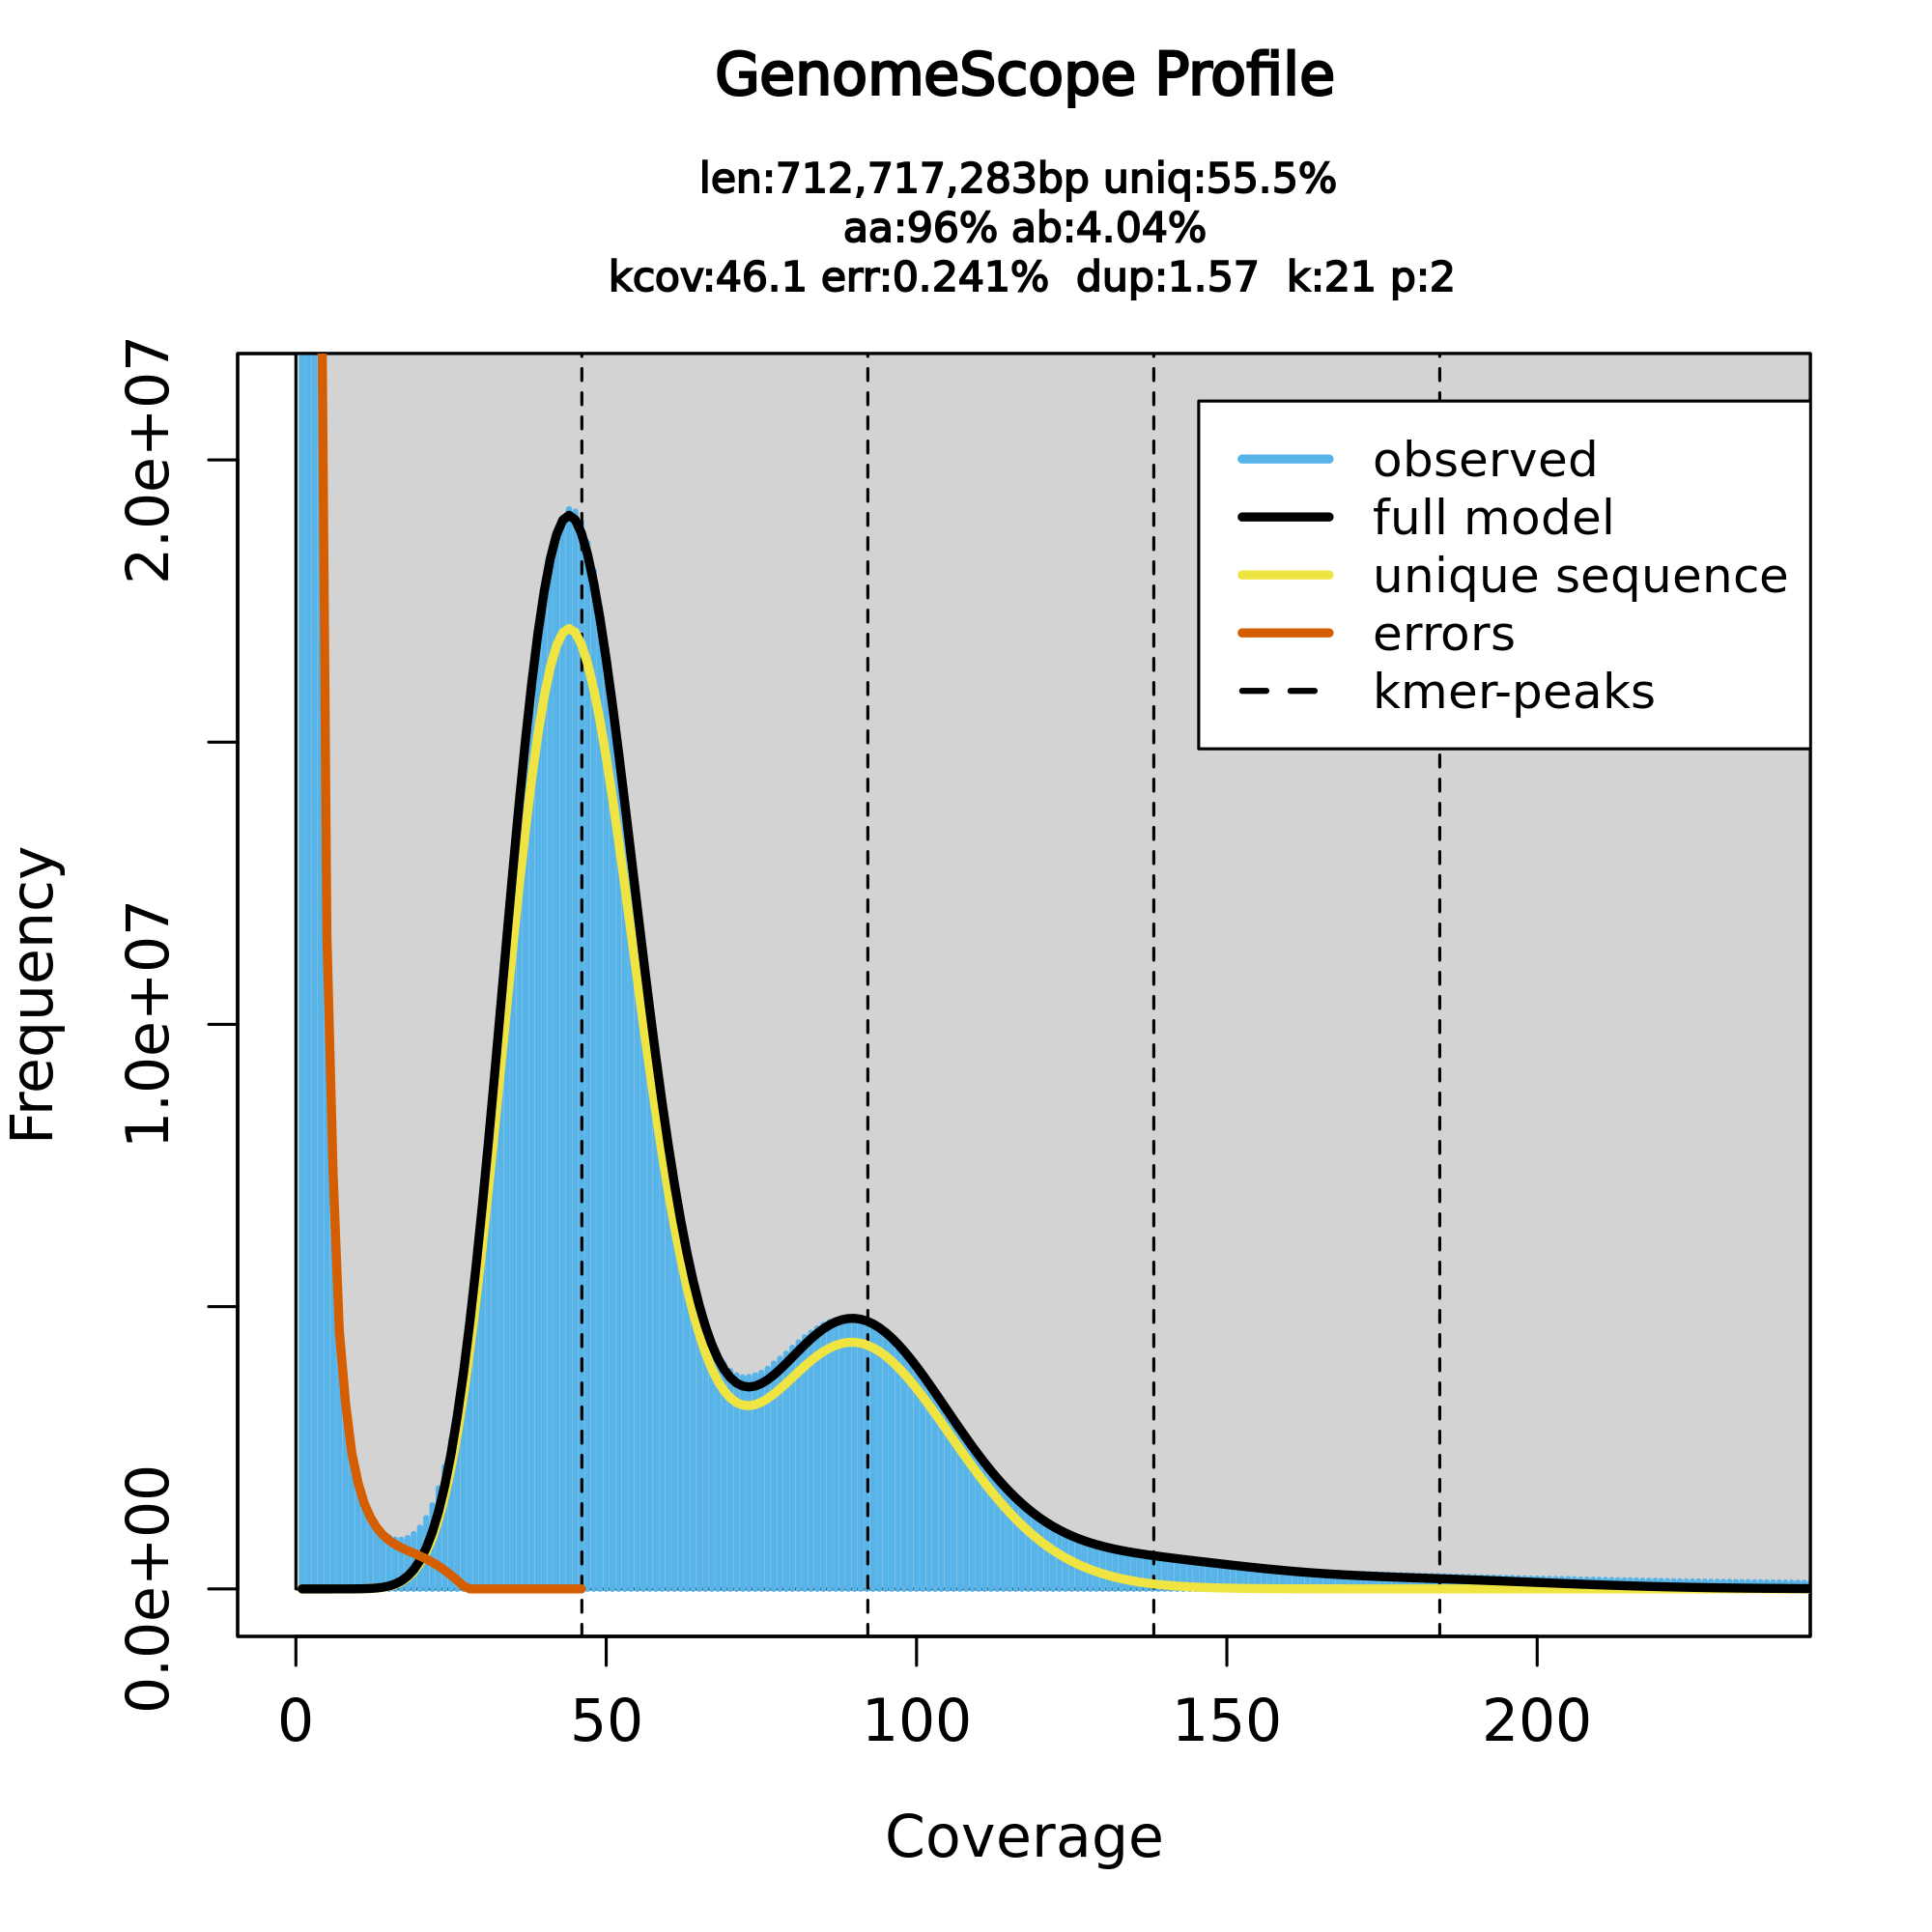 GenomeScope Profile
len:712,717,283bp uniq:55.5%
aa:96% ab:4.04%
kcov:46.1 err:0.241%  dup:1.57  k:21 p:2
observed
full model
unique sequence
errors
kmer-peaks
Frequency
2.0e+07
1.0e+07
0.0e+00
0 50 100 150 200
Coverage